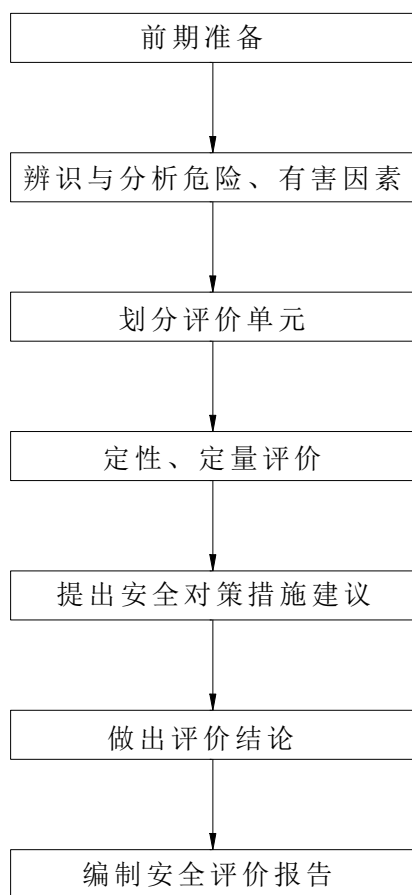 前期准备
辨识与分析危险、有害因素
划分评价单元
定性、定量评价
提出安全对策措施建议
做出评价结论
编制安全评价报告